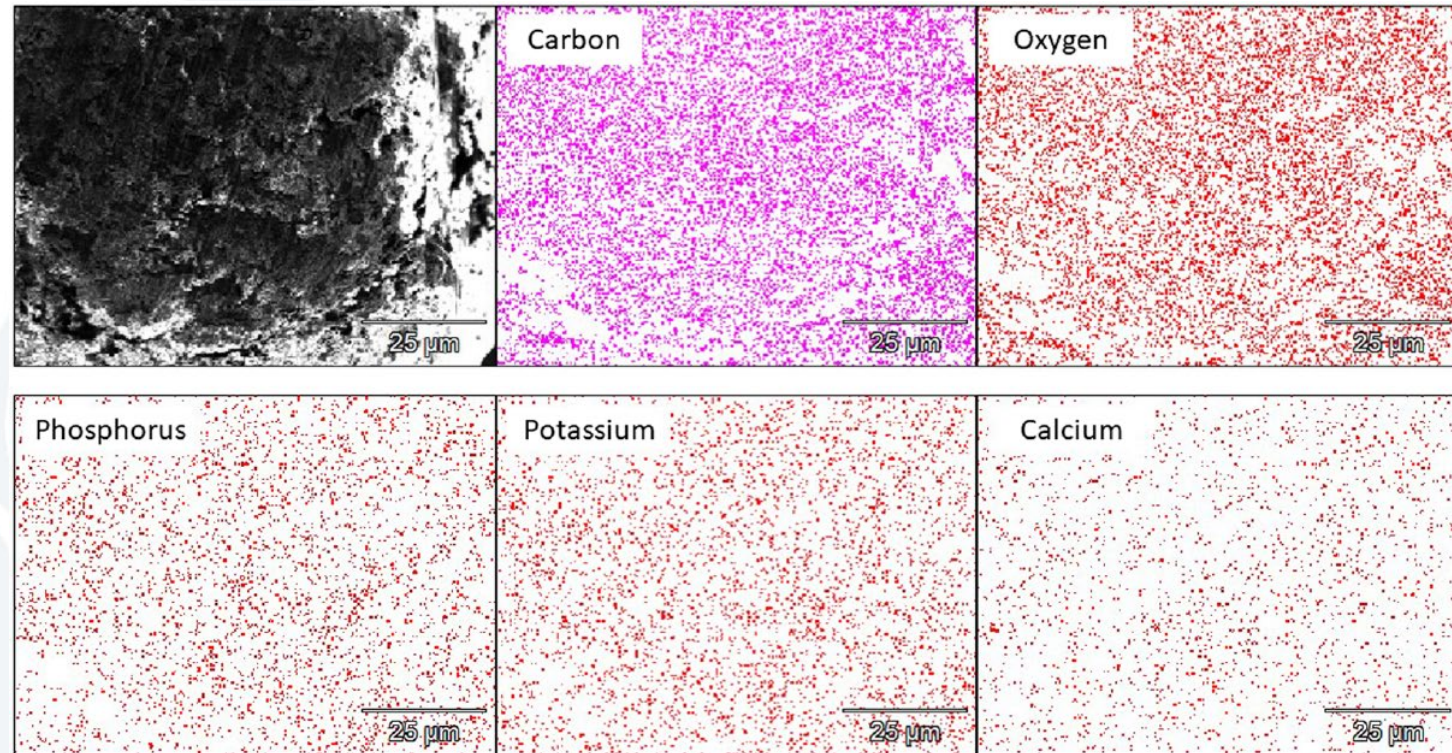 Carbon
Oxygen
25 µm
25 µm
25 µm
Phosphorus
Potassium
Calcium
25 µm
25 µm
25 µm